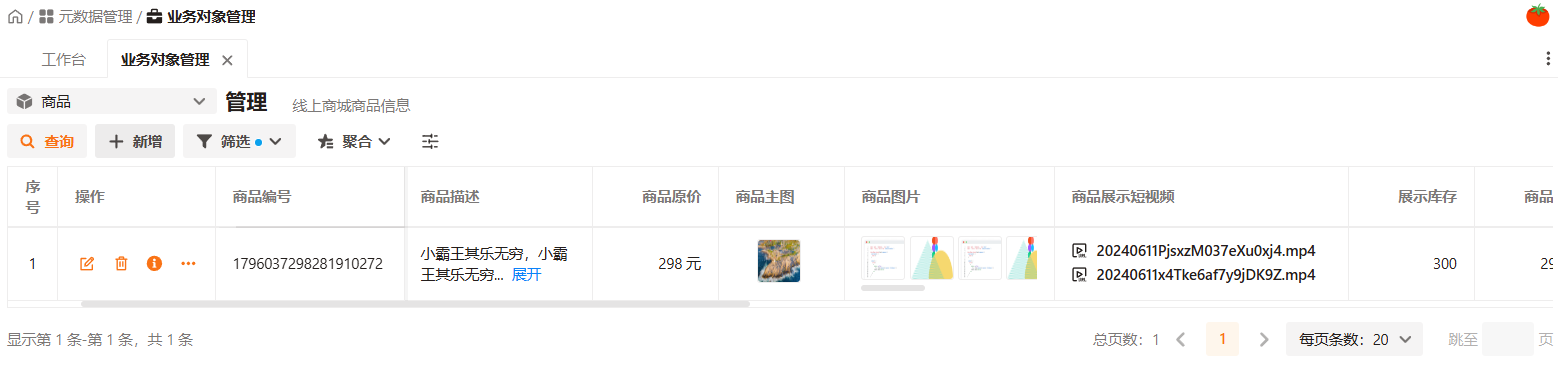 / 元数据管理 / 业务对象管理
工作台 业务对象管理
商品 管理 线上商城商品信息
查询 新增 筛选 聚合
序号 操作 商品编号 商品描述 商品原价 商品主图 商品图片 商品展示短视频 展示库存 商品
1 1796037298281910272 小霸王其乐无穷，小霸王其乐无穷... 展开 298 元 20240611PjsxzM037eXu0xj4.mp4 300 29
20240611x4Tke6af7y9jDK9Z.mp4
显示第 1 条-第 1 条，共 1 条 总页数：1 1 每页条数：20 跳至 页